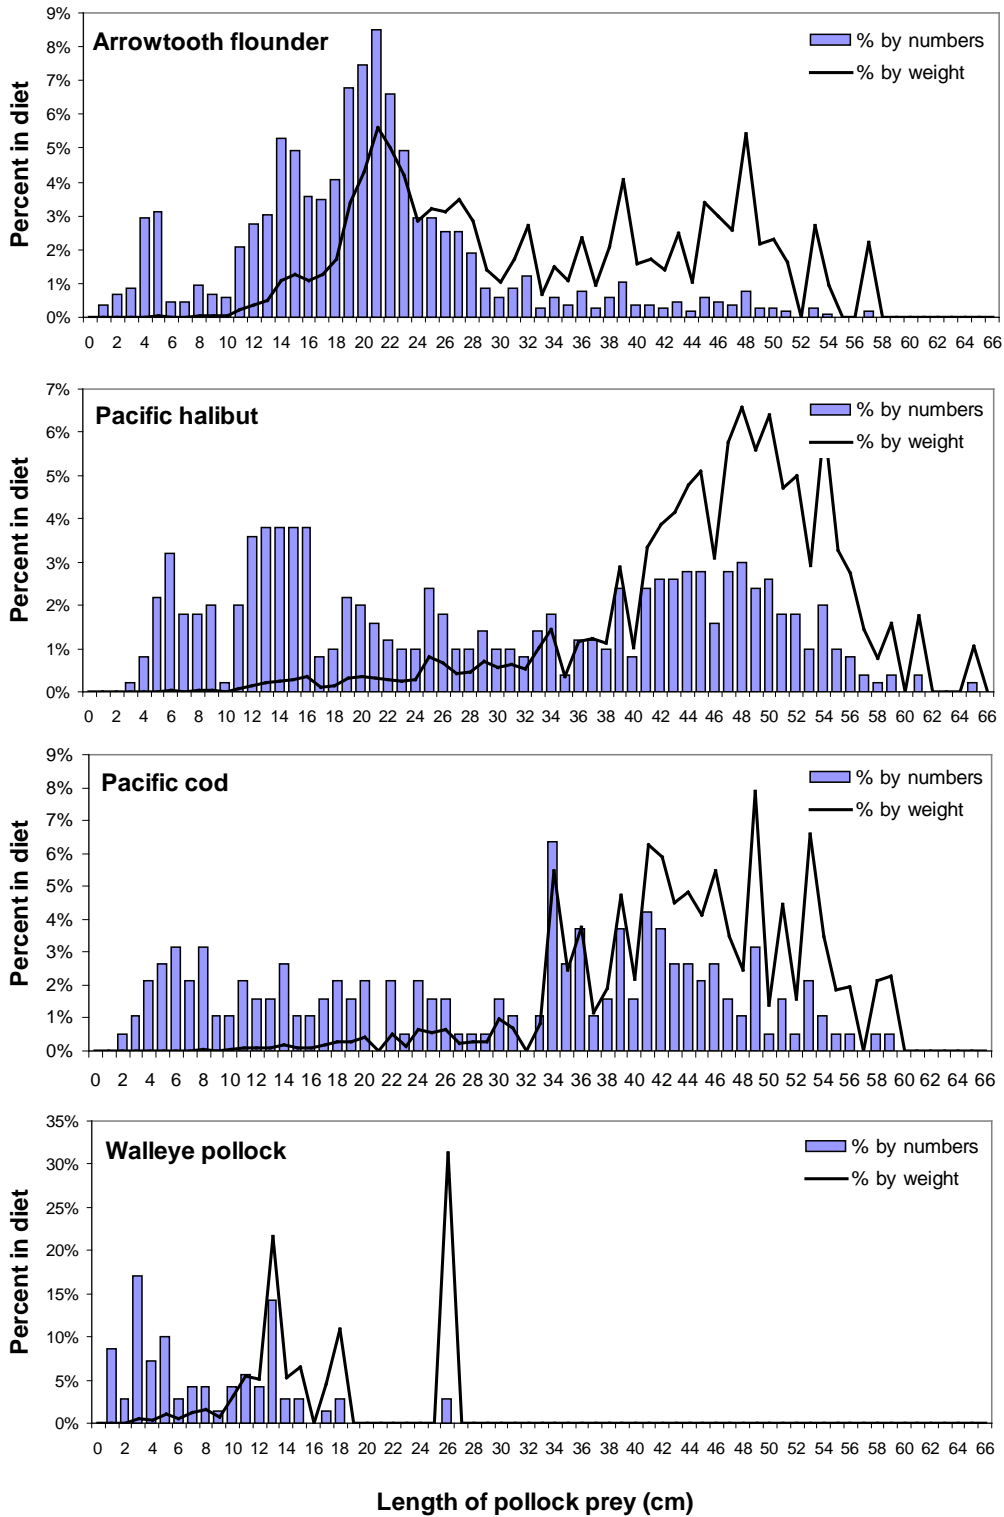 Arrowtooth flounder
% by numbers
% by weight
Percent in diet
9%
8%
7%
6%
5%
4%
3%
2%
1%
0%
0 2 4 6 8 10 12 14 16 18 20 22 24 26 28 30 32 34 36 38 40 42 44 46 48 50 52 54 56 58 60 62 64 66
Pacific halibut
% by numbers
% by weight
Percent in diet
7%
6%
5%
4%
3%
2%
1%
0%
0 2 4 6 8 10 12 14 16 18 20 22 24 26 28 30 32 34 36 38 40 42 44 46 48 50 52 54 56 58 60 62 64 66
Pacific cod
% by numbers
% by weight
Percent in diet
9%
8%
7%
6%
5%
4%
3%
2%
1%
0%
0 2 4 6 8 10 12 14 16 18 20 22 24 26 28 30 32 34 36 38 40 42 44 46 48 50 52 54 56 58 60 62 64 66
Walleye pollock
% by numbers
% by weight
Percent in diet
35%
30%
25%
20%
15%
10%
5%
0%
0 2 4 6 8 10 12 14 16 18 20 22 24 26 28 30 32 34 36 38 40 42 44 46 48 50 52 54 56 58 60 62 64 66
Length of pollock prey (cm)